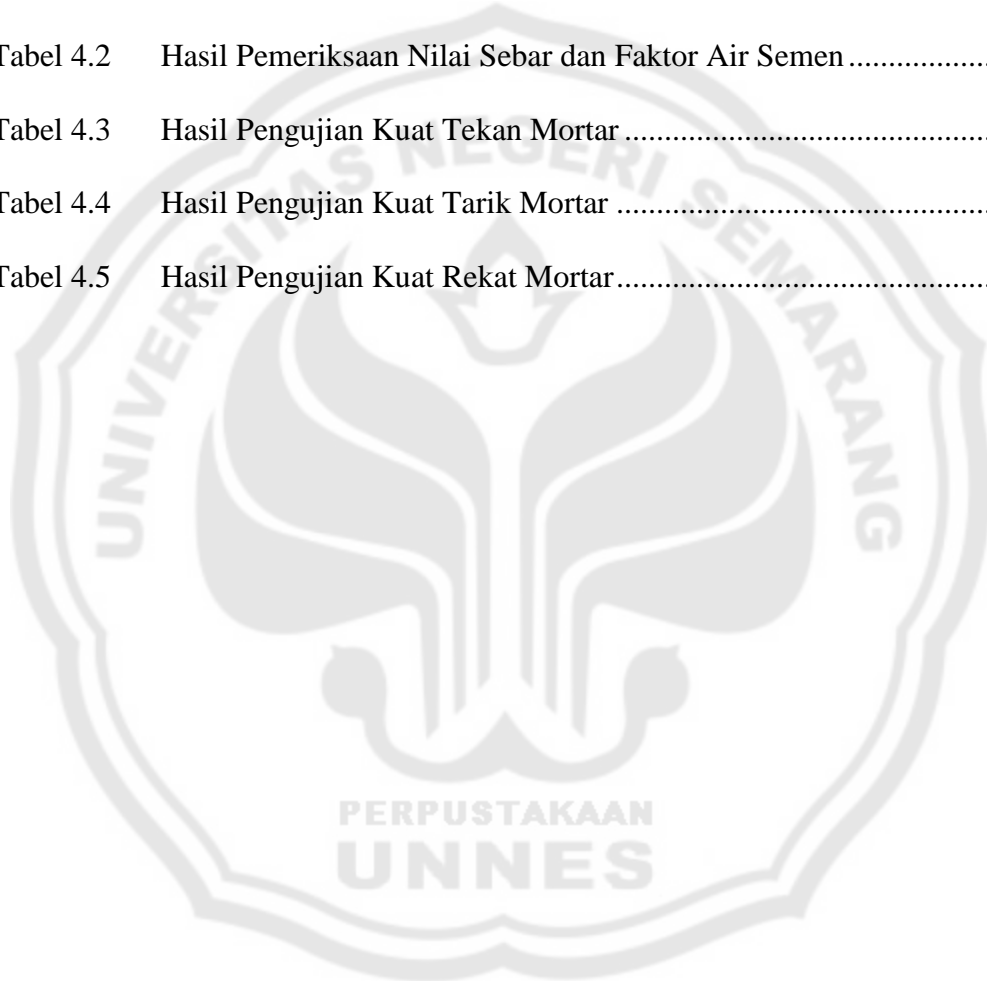 Tabel 4.2 Hasil Pemeriksaan Nilai Sebar dan Faktor Air Semen ..................
Tabel 4.3 Hasil Pengujian Kuat Tekan Mortar ..............................................
Tabel 4.4 Hasil Pengujian Kuat Tarik Mortar ...............................................
Tabel 4.5 Hasil Pengujian Kuat Rekat Mortar ...............................................
UNIVERSITAS NEGERI SEMARANG
PERPUSTAKAAN
UNNES